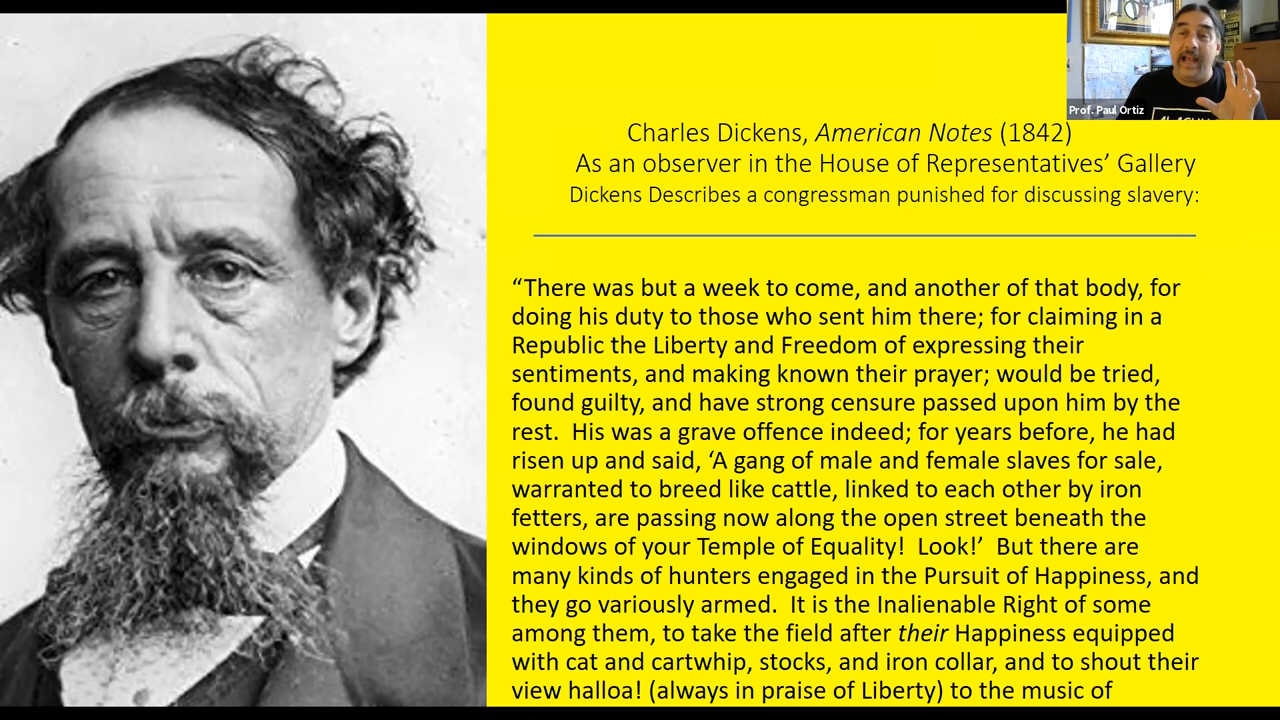 Prof. Paul Ortiz
Charles Dickens, American Notes (1842)
As an observer in the House of Representatives’ Gallery
Dickens Describes a congressman punished for discussing slavery:
“There was but a week to come, and another of that body, for
doing his duty to those who sent him there; for claiming in a
Republic the Liberty and Freedom of expressing their
sentiments, and making known their prayer; would be tried,
found guilty, and have strong censure passed upon him by the
rest.  His was a grave offence indeed; for years before, he had
risen up and said, ‘A gang of male and female slaves for sale,
warranted to breed like cattle, linked to each other by iron
fetters, are passing now along the open street beneath the
windows of your Temple of Equality!  Look!’  But there are
many kinds of hunters engaged in the Pursuit of Happiness, and
they go variously armed.  It is the Inalienable Right of some
among them, to take the field after their Happiness equipped
with cat and cartwhip, stocks, and iron collar, and to shout their
view halloa! (always in praise of Liberty) to the music of